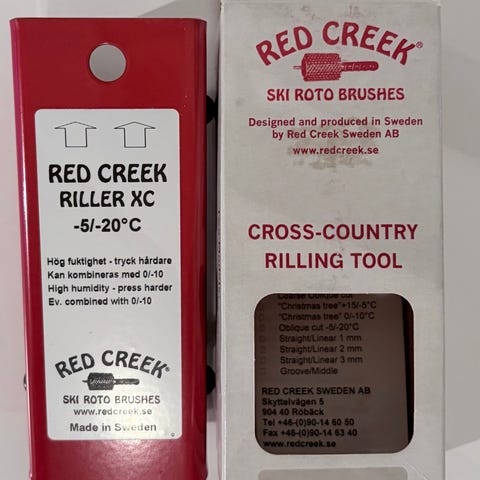 RED CREEK
RILLER XC
-5/-20°C
Hög fuktighet - tryck hårdare
Kan kombineras med 0/-10
High humidity - press harder
Ev. combined with 0/-10
RED CREEK®
SKI ROTO BRUSHES
www.redcreek.se
Made in Sweden
RED CREEK®
SKI ROTO BRUSHES
Designed and produced in Sweden
by Red Creek Sweden AB
www.redcreek.se
CROSS-COUNTRY
RILLING TOOL
Coarse Oblique cut
"Christmas tree"+15/-5°C
"Christmas tree" 0/-10°C
Oblique cut -5/-20°C
Straight/Linear 1 mm
Straight/Linear 2 mm
Straight/Linear 3 mm
Groove/Middle
RED CREEK SWEDEN AB
Skyttelvägen 5
904 40 Röbäck
Tel +46-(0)90-14 60 50
Fax +46-(0)90-14 63 40
www.redcreek.se